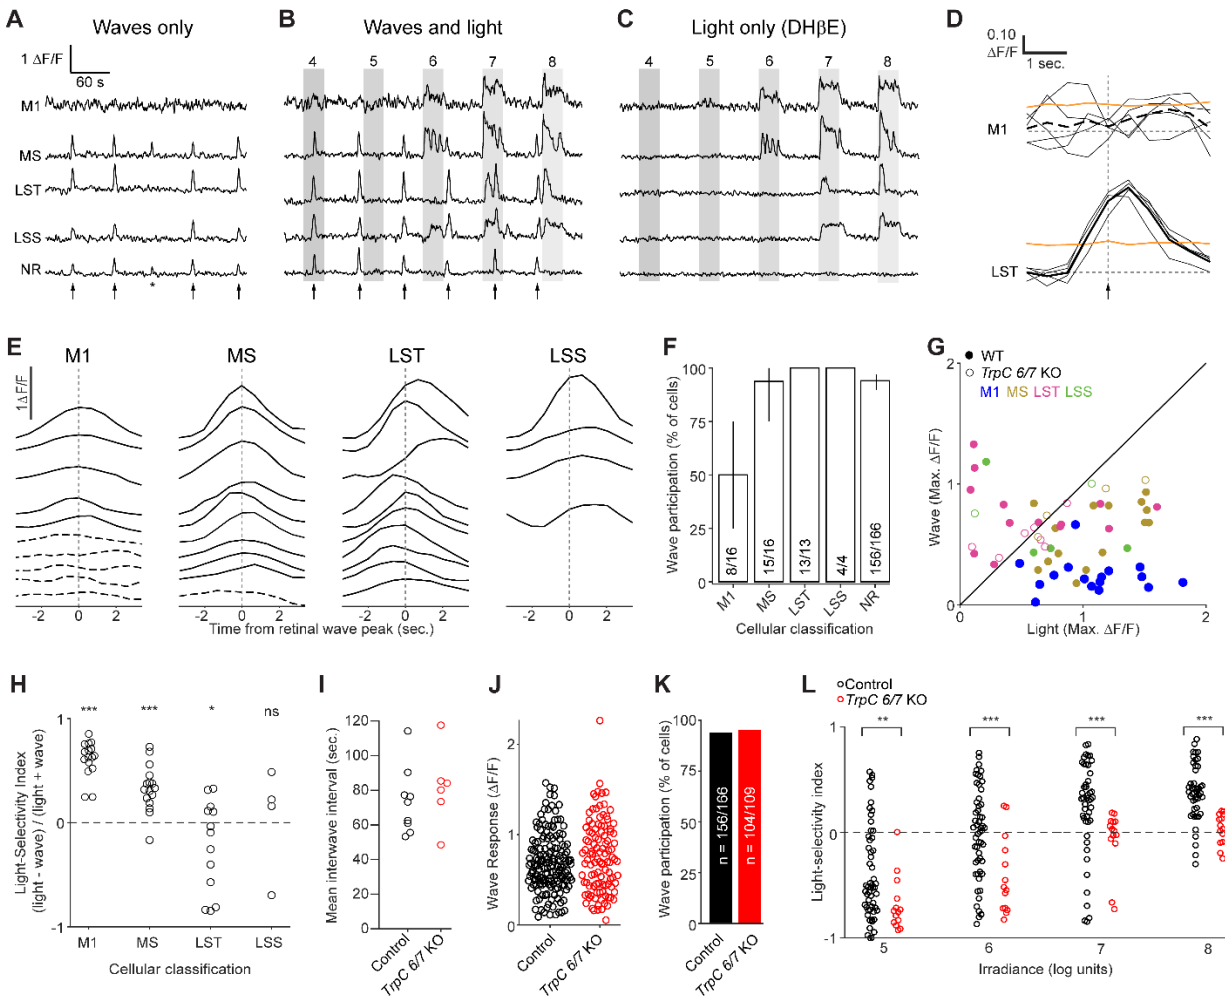 A Waves only
1 ΔF/F
60 s
M1
MS
LST
LSS
NR
*
B Waves and light
4 5 6 7 8
C Light only (DHβE)
4 5 6 7 8
D
0.10
ΔF/F
1 sec.
M1
LST
E
M1 MS LST LSS
1ΔF/F
-2 0 2 -2 0 2 -2 0 2 -2 0 2
Time from retinal wave peak (sec.)
F
Wave participation (% of cells)
100
75
50
25
0
8/16 15/16 13/13 4/4 156/166
M1 MS LST LSS NR
Cellular classification
G
WT
TrpC 6/7 KO
M1 MS LST LSS
Wave (Max. ΔF/F)
2
1
0
0 1 2
Light (Max. ΔF/F)
H
Light-Selectivity Index
(light - wave) / (light + wave)
*** *** * ns
1
0
-1
M1 MS LST LSS
Cellular classification
I
Mean interwave interval (sec.)
120
100
80
60
40
20
0
Control TrpC 6/7 KO
J
Wave Response (ΔF/F)
2
1
0
Control TrpC 6/7 KO
K
Wave participation (% of cells)
100
75
50
25
0
n = 156/166 n = 104/109
Control TrpC 6/7 KO
L
Control
TrpC 6/7 KO
** *** *** ***
Light-selectivity index
1
0
-1
5 6 7 8
Irradiance (log units)